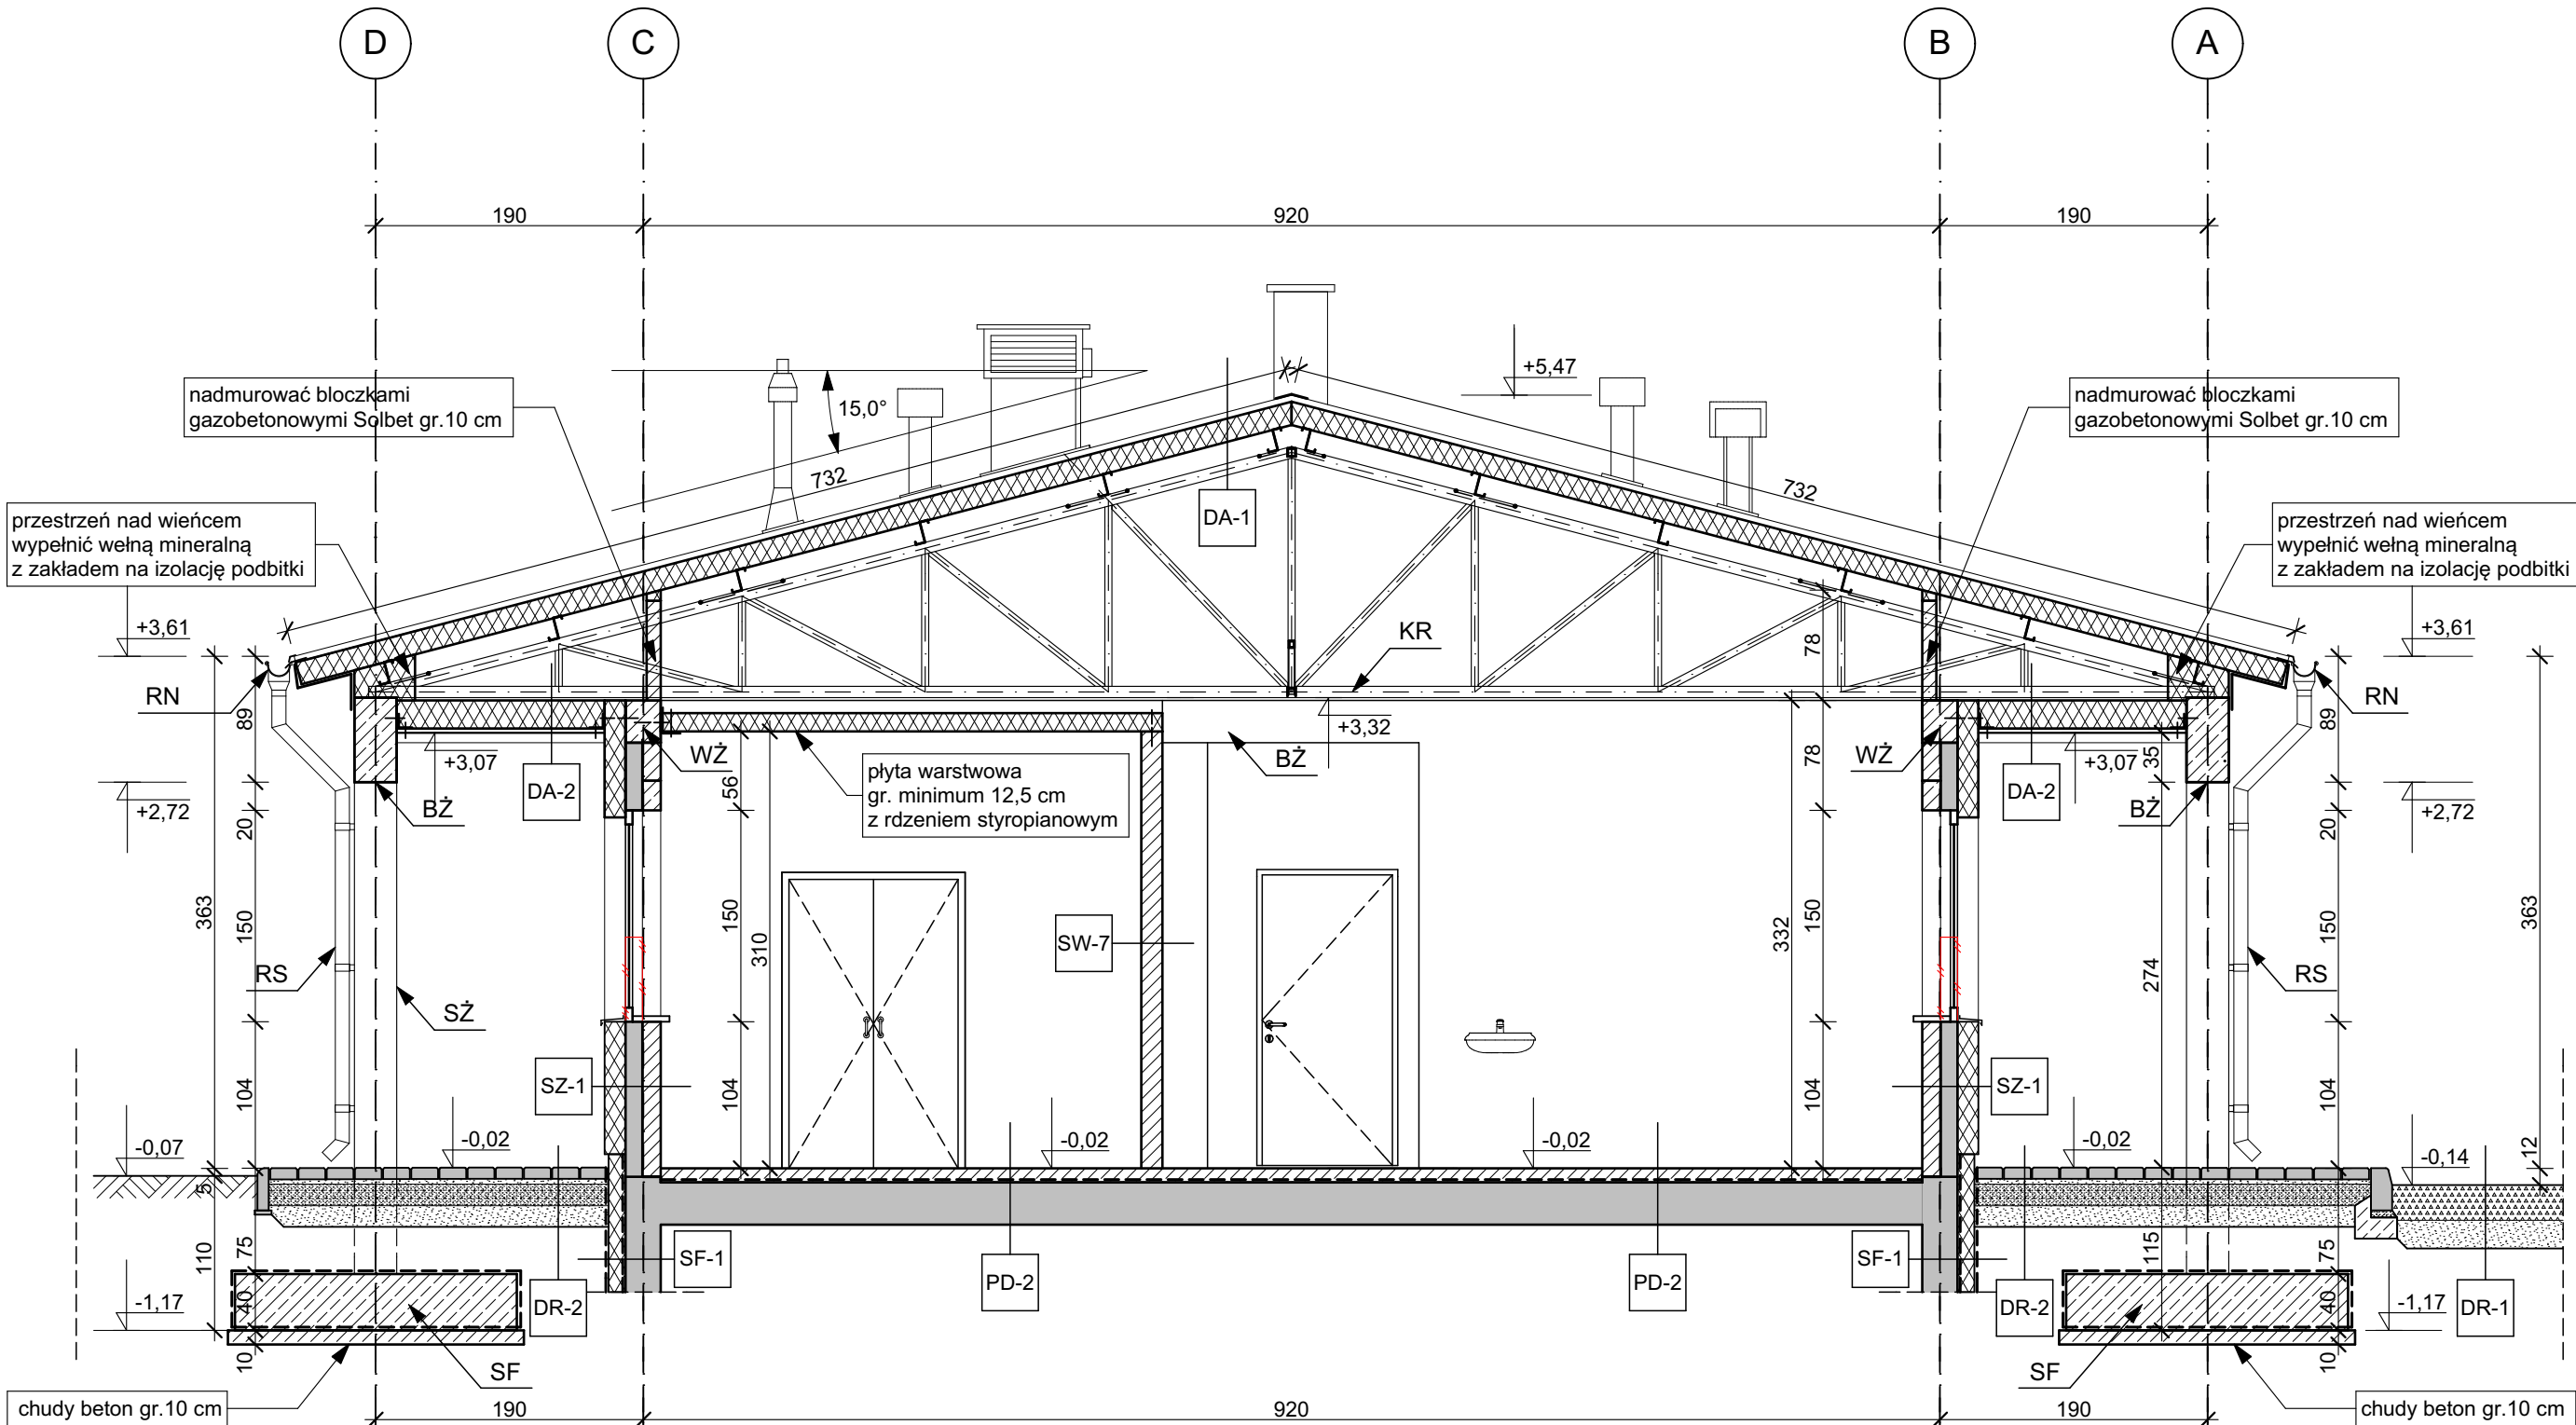 D
C
B
A
190
920
190
+5,47
15,0°
nadmurować bloczkami
gazobetonowymi Solbet gr.10 cm
nadmurować bloczkami
gazobetonowymi Solbet gr.10 cm
732
732
DA-1
przestrzeń nad wieńcem
wypełnić wełną mineralną
z zakładem na izolację podbitki
przestrzeń nad wieńcem
wypełnić wełną mineralną
z zakładem na izolację podbitki
+3,61
KR
78
+3,61
RN
89
RN
89
+3,32
+3,07
DA-2
WŻ
56
płyta warstwowa
gr. minimum 12,5 cm
z rdzeniem styropianowym
BŻ
78
WŻ
DA-2
+3,07
35
+2,72
BŻ
BŻ
+2,72
20
20
363
150
RS
SŻ
150
310
SW-7
332
150
274
RS
150
363
104
SZ-1
104
104
SZ-1
104
-0,07
-0,02
-0,02
-0,02
-0,02
-0,14
12
5
110
75
40
10
-1,17
DR-2
SF-1
PD-2
PD-2
SF-1
DR-2
115
75
40
10
-1,17
DR-1
SF
SF
chudy beton gr.10 cm
190
920
190
chudy beton gr.10 cm